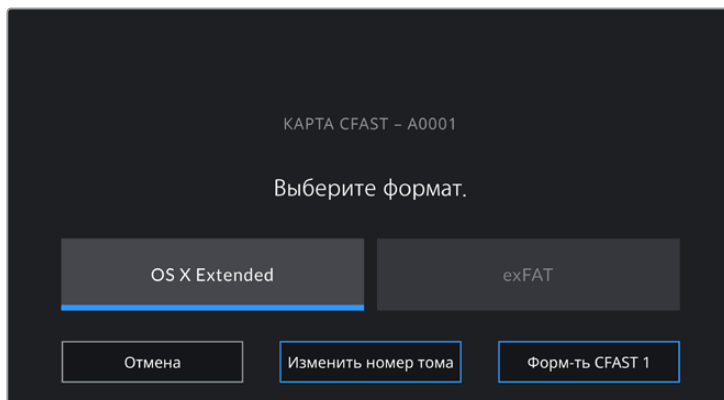 КАРТА CFAST – A0001
Выберите формат.
OS X Extended exFAT
Отмена Изменить номер тома Форм-ть CFAST 1